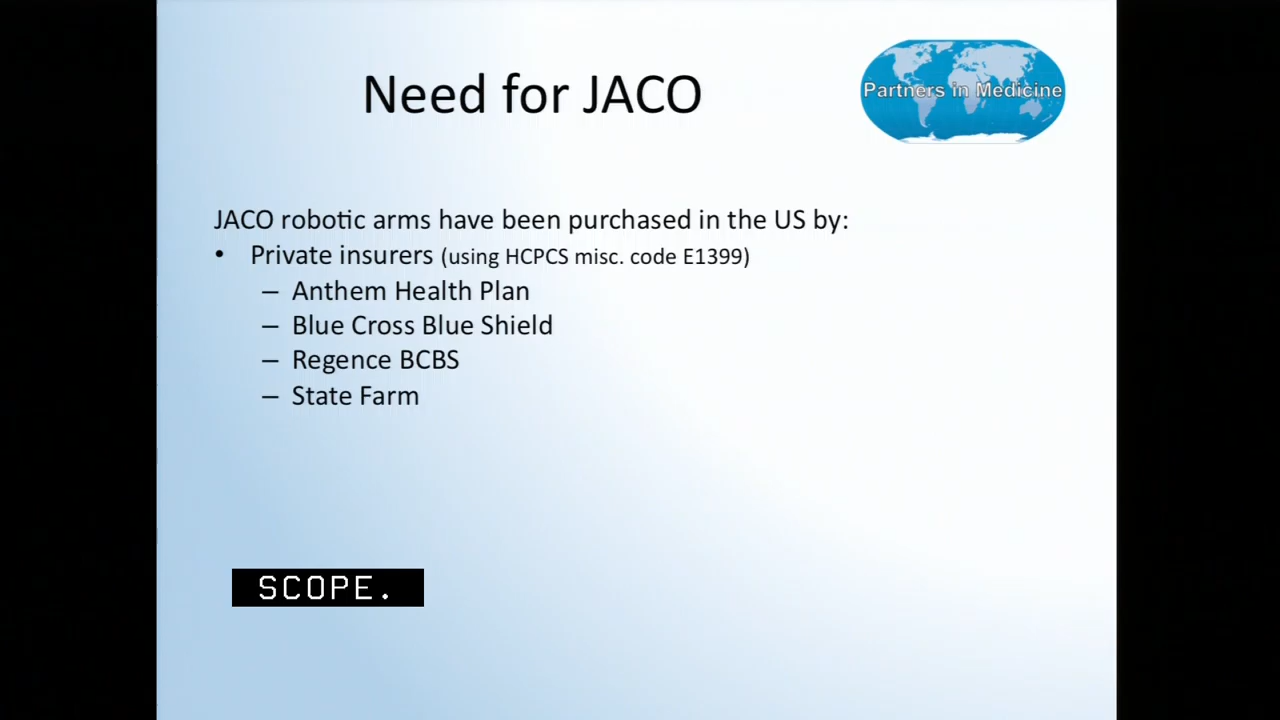 Need for JACO
Partners in Medicine
JACO robotic arms have been purchased in the US by:
• Private insurers (using HCPCS misc. code E1399)
– Anthem Health Plan
– Blue Cross Blue Shield
– Regence BCBS
– State Farm
SCOPE.